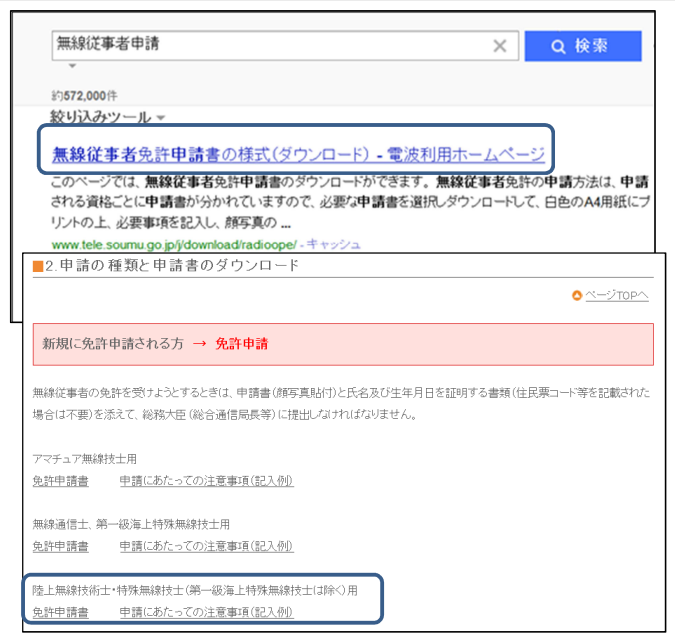 無線従事者申請
検索
約572,000件
絞り込みツール
無線従事者免許申請書の様式(ダウンロード) - 電波利用ホームページ
このページでは、無線従事者免許申請書のダウンロードができます。無線従事者免許の申請方法は、申請
される資格ごとに申請書が分かれていますので、必要な申請書を選択しダウンロードして、白色のA4用紙にプ
リントの上、必要事項を記入し、顔写真の ...
www.tele.soumu.go.jp/j/download/radioope/ - キャッシュ
■2.申請の種類と申請書のダウンロード
ページTOPへ
新規に免許申請される方 → 免許申請
無線従事者の免許を受けようとするときは、申請書(顔写真貼付)と氏名及び生年月日を証明する書類(住民票コード等を記載された
場合は不要)を添えて、総務大臣(総合通信局長等)に提出しなければなりません。
アマチュア無線技士用
免許申請書 申請にあたっての注意事項(記入例)
無線通信士、第一級海上特殊無線技士用
免許申請書 申請にあたっての注意事項(記入例)
陸上無線技術士・特殊無線技士(第一級海上特殊無線技士は除く)用
免許申請書 申請にあたっての注意事項(記入例)